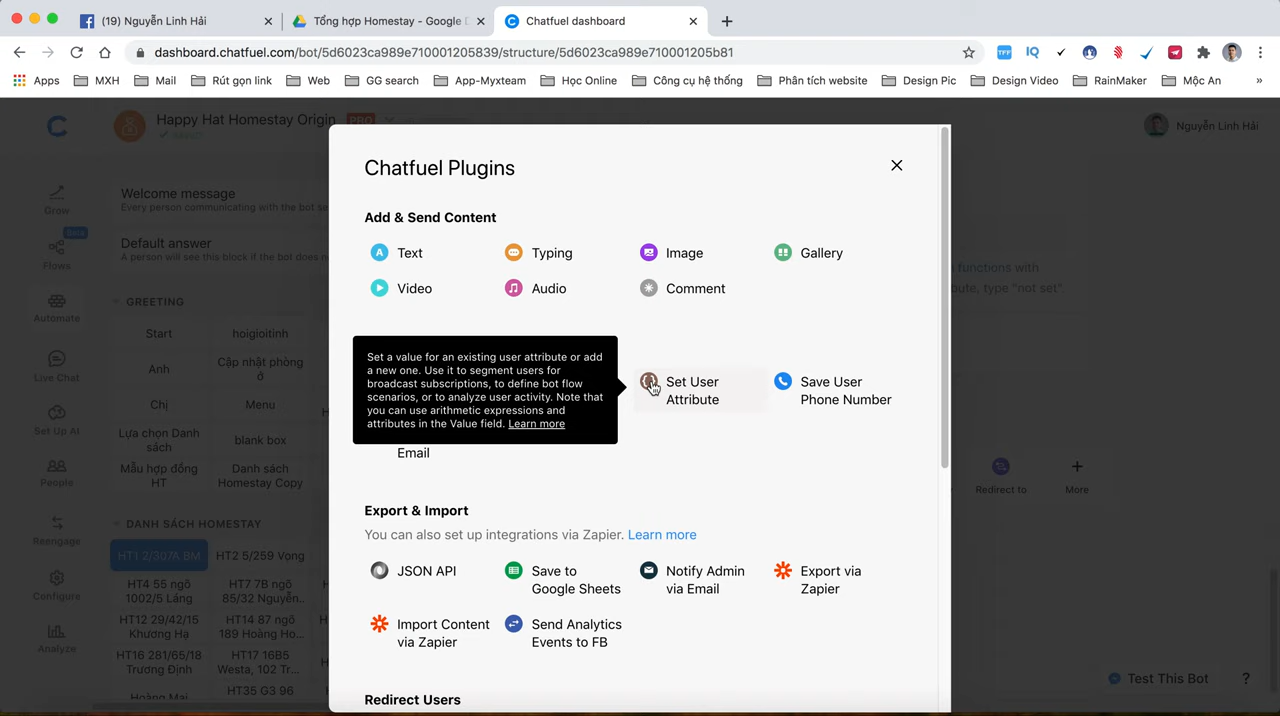 (19) Nguyễn Linh Hải
Tổng hợp Homestay - Google D
Chatfuel dashboard
dashboard.chatfuel.com/bot/5d6023ca989e710001205839/structure/5d6023ca989e710001205b81
Apps
MXH
Mail
Rút gọn link
Web
GG search
App-Myxteam
Học Online
Công cụ hệ thống
Phân tích website
Design Pic
Design Video
RainMaker
Mộc An
»
Happy Hat Homestay Origin
PRO
SAVED
Nguyễn Linh Hải
Grow
Beta
Flows
Automate
Live Chat
Set Up AI
People
Reengage
Configure
Analyze
Welcome message
Every person communicating with the bot se
Default answer
A person will see this block if the bot does n
GREETING
Start
hoigioitinh
Anh
Cập nhật phòng
ở
Chị
Menu
Lựa chọn Danh
sách
blank box
Mẫu hợp đồng
HT
Danh sách
Homestay Copy
DANH SÁCH HOMESTAY
HT1 2/307A BM
HT2 5/259 Vọng
HT4 55 ngõ
1002/5 Láng
HT7 7B ngõ
85/32 Nguyễn..
HT12 29/42/15
Khương Hạ
HT14 87 ngõ
189 Hoàng Ho...
HT16 281/65/18
Trương Định
HT17 16B5
Westa, 102 Tr...
Hoàng Mai
HT35 G3 96
Chatfuel Plugins
Add & Send Content
Text
Typing
Image
Gallery
Video
Audio
Comment
Set a value for an existing user attribute or add
a new one. Use it to segment users for
broadcast subscriptions, to define bot flow
scenarios, or to analyze user activity. Note that
you can use arithmetic expressions and
attributes in the Value field. Learn more
Set User
Attribute
Save User
Phone Number
Email
Export & Import
You can also set up integrations via Zapier. Learn more
JSON API
Save to
Google Sheets
Notify Admin
via Email
Export via
Zapier
Import Content
via Zapier
Send Analytics
Events to FB
Redirect Users
functions with
bute, type "not set".
Redirect to
More
Test This Bot
?